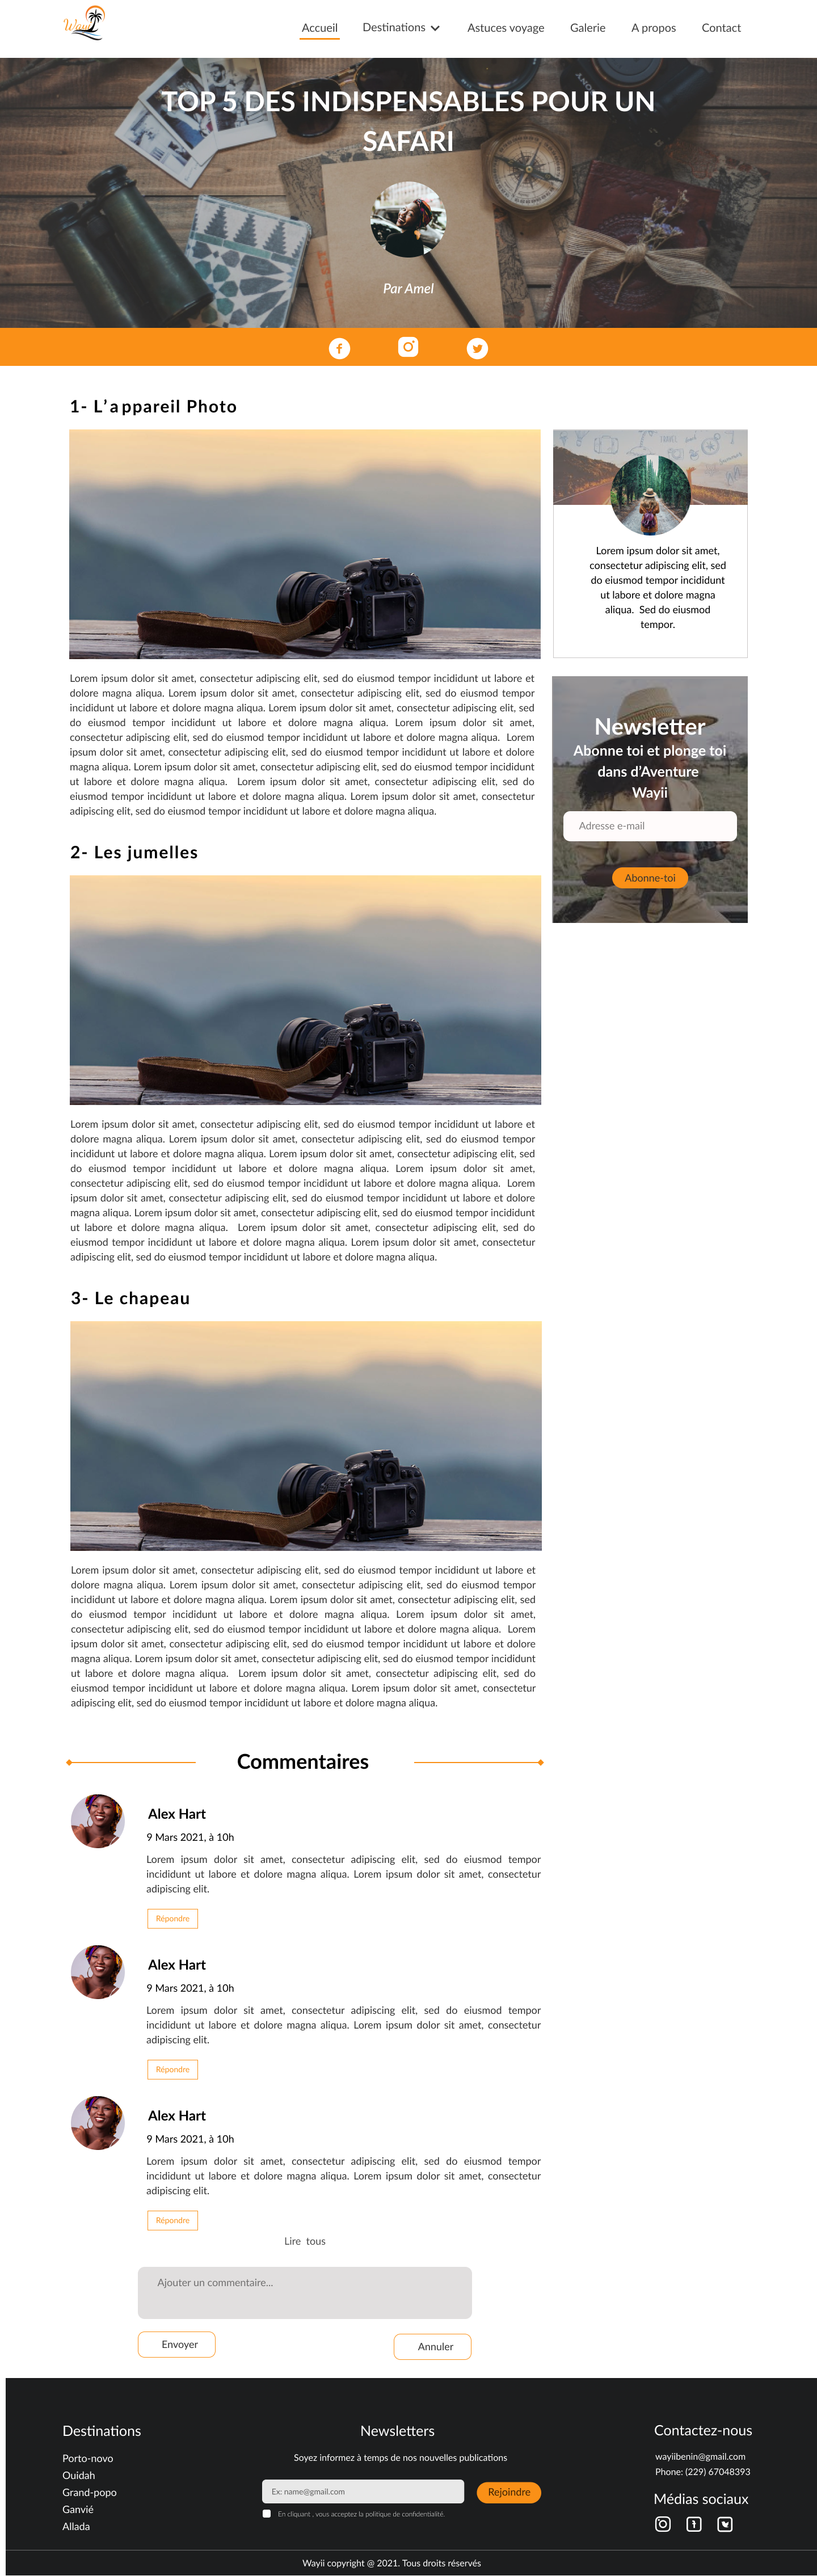 Wayii
Accueil Destinations Astuces voyage Galerie A propos Contact
TOP 5 DES INDISPENSABLES POUR UN
SAFARI
Par Amel
1- L’appareil Photo
Lorem ipsum dolor sit amet, consectetur adipiscing elit, sed do eiusmod tempor incididunt ut labore et
dolore magna aliqua. Lorem ipsum dolor sit amet, consectetur adipiscing elit, sed do eiusmod tempor
incididunt ut labore et dolore magna aliqua. Lorem ipsum dolor sit amet, consectetur adipiscing elit, sed
do eiusmod tempor incididunt ut labore et dolore magna aliqua. Lorem ipsum dolor sit amet,
consectetur adipiscing elit, sed do eiusmod tempor incididunt ut labore et dolore magna aliqua. Lorem
ipsum dolor sit amet, consectetur adipiscing elit, sed do eiusmod tempor incididunt ut labore et dolore
magna aliqua. Lorem ipsum dolor sit amet, consectetur adipiscing elit, sed do eiusmod tempor incididunt
ut labore et dolore magna aliqua. Lorem ipsum dolor sit amet, consectetur adipiscing elit, sed do
eiusmod tempor incididunt ut labore et dolore magna aliqua. Lorem ipsum dolor sit amet, consectetur
adipiscing elit, sed do eiusmod tempor incididunt ut labore et dolore magna aliqua.
Lorem ipsum dolor sit amet,
consectetur adipiscing elit, sed
do eiusmod tempor incididunt
ut labore et dolore magna
aliqua. Sed do eiusmod
tempor.
Newsletter
Abonne toi et plonge toi
dans d’Aventure
Wayii
Adresse e-mail
Abonne-toi
2- Les jumelles
Lorem ipsum dolor sit amet, consectetur adipiscing elit, sed do eiusmod tempor incididunt ut labore et
dolore magna aliqua. Lorem ipsum dolor sit amet, consectetur adipiscing elit, sed do eiusmod tempor
incididunt ut labore et dolore magna aliqua. Lorem ipsum dolor sit amet, consectetur adipiscing elit, sed
do eiusmod tempor incididunt ut labore et dolore magna aliqua. Lorem ipsum dolor sit amet,
consectetur adipiscing elit, sed do eiusmod tempor incididunt ut labore et dolore magna aliqua. Lorem
ipsum dolor sit amet, consectetur adipiscing elit, sed do eiusmod tempor incididunt ut labore et dolore
magna aliqua. Lorem ipsum dolor sit amet, consectetur adipiscing elit, sed do eiusmod tempor incididunt
ut labore et dolore magna aliqua. Lorem ipsum dolor sit amet, consectetur adipiscing elit, sed do
eiusmod tempor incididunt ut labore et dolore magna aliqua. Lorem ipsum dolor sit amet, consectetur
adipiscing elit, sed do eiusmod tempor incididunt ut labore et dolore magna aliqua.
3- Le chapeau
Lorem ipsum dolor sit amet, consectetur adipiscing elit, sed do eiusmod tempor incididunt ut labore et
dolore magna aliqua. Lorem ipsum dolor sit amet, consectetur adipiscing elit, sed do eiusmod tempor
incididunt ut labore et dolore magna aliqua. Lorem ipsum dolor sit amet, consectetur adipiscing elit, sed
do eiusmod tempor incididunt ut labore et dolore magna aliqua. Lorem ipsum dolor sit amet,
consectetur adipiscing elit, sed do eiusmod tempor incididunt ut labore et dolore magna aliqua. Lorem
ipsum dolor sit amet, consectetur adipiscing elit, sed do eiusmod tempor incididunt ut labore et dolore
magna aliqua. Lorem ipsum dolor sit amet, consectetur adipiscing elit, sed do eiusmod tempor incididunt
ut labore et dolore magna aliqua. Lorem ipsum dolor sit amet, consectetur adipiscing elit, sed do
eiusmod tempor incididunt ut labore et dolore magna aliqua. Lorem ipsum dolor sit amet, consectetur
adipiscing elit, sed do eiusmod tempor incididunt ut labore et dolore magna aliqua.
Commentaires
Alex Hart
9 Mars 2021, à 10h
Lorem ipsum dolor sit amet, consectetur adipiscing elit, sed do eiusmod tempor
incididunt ut labore et dolore magna aliqua. Lorem ipsum dolor sit amet, consectetur
adipiscing elit.
Répondre
Alex Hart
9 Mars 2021, à 10h
Lorem ipsum dolor sit amet, consectetur adipiscing elit, sed do eiusmod tempor
incididunt ut labore et dolore magna aliqua. Lorem ipsum dolor sit amet, consectetur
adipiscing elit.
Répondre
Alex Hart
9 Mars 2021, à 10h
Lorem ipsum dolor sit amet, consectetur adipiscing elit, sed do eiusmod tempor
incididunt ut labore et dolore magna aliqua. Lorem ipsum dolor sit amet, consectetur
adipiscing elit.
Répondre
Lire tous
Ajouter un commentaire...
Envoyer Annuler
Destinations
Porto-novo
Ouidah
Grand-popo
Ganvié
Allada
Newsletters
Soyez informez à temps de nos nouvelles publications
Ex: name@gmail.com
Rejoindre
En cliquant , vous acceptez la politique de confidentialité.
Contactez-nous
wayiibenin@gmail.com
Phone: (229) 67048393
Médias sociaux
Wayii copyright @ 2021. Tous droits réservés